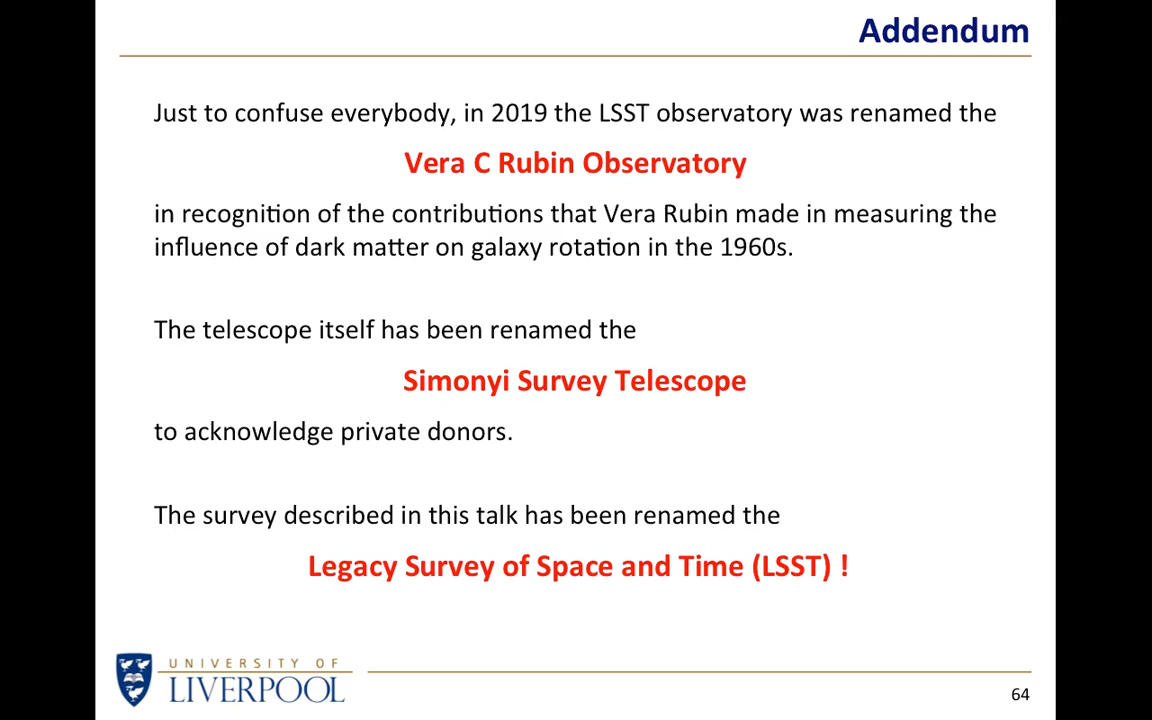 Addendum
Just to confuse everybody, in 2019 the LSST observatory was renamed the
Vera C Rubin Observatory
in recognition of the contributions that Vera Rubin made in measuring the
influence of dark matter on galaxy rotation in the 1960s.
The telescope itself has been renamed the
Simonyi Survey Telescope
to acknowledge private donors.
The survey described in this talk has been renamed the
Legacy Survey of Space and Time (LSST) !
UNIVERSITY OF
LIVERPOOL
64